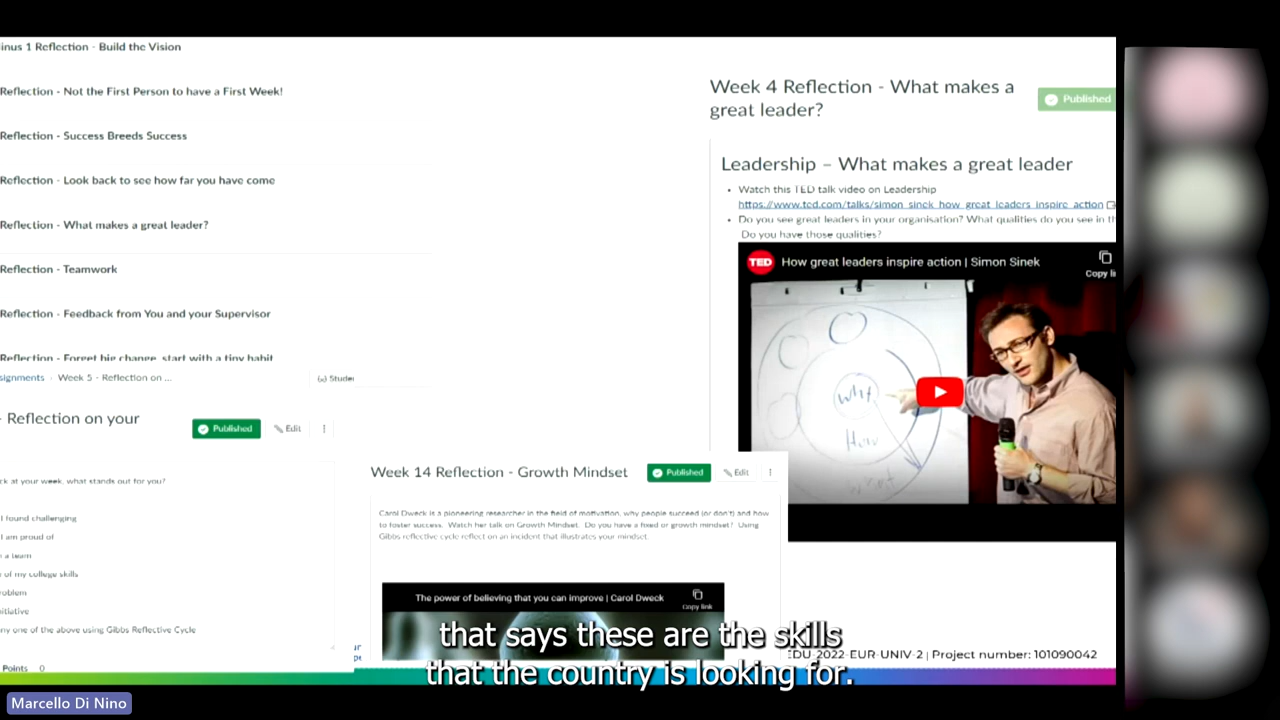 inus 1 Reflection - Build the Vision
Reflection - Not the First Person to have a First Week!
Reflection - Success Breeds Success
Reflection - Look back to see how far you have come
Reflection - What makes a great leader?
Reflection - Teamwork
Reflection - Feedback from You and your Supervisor
Reflection - Forget big change, start with a tiny habit
signments › Week 5 - Reflection on ...
Studer
- Reflection on your
Published
Edit
ck at your week, what stands out for you?
I found challenging
I am proud of
n a team
e of my college skills
roblem
nitiative
ny one of the above using Gibbs Reflective Cycle
Points 0
Week 4 Reflection - What makes a
great leader?
Published
Leadership – What makes a great leader
• Watch this TED talk video on Leadership
https://www.ted.com/talks/simon_sinek_how_great_leaders_inspire_action
• Do you see great leaders in your organisation? What qualities do you see in th
Do you have those qualities?
TED
How great leaders inspire action | Simon Sinek
Copy li
Why
How
What
Week 14 Reflection - Growth Mindset
Published
Edit
Carol Dweck is a pioneering researcher in the field of motivation, why people succeed (or don't) and how
to foster success. Watch her talk on Growth Mindset. Do you have a fixed or growth mindset? Using
Gibbs reflective cycle reflect on an incident that illustrates your mindset.
The power of believing that you can improve | Carol Dweck
Copy link
EDU-2022-EUR-UNIV-2 | Project number: 101090042
that says these are the skills
that the country is looking for.
Marcello Di Nino